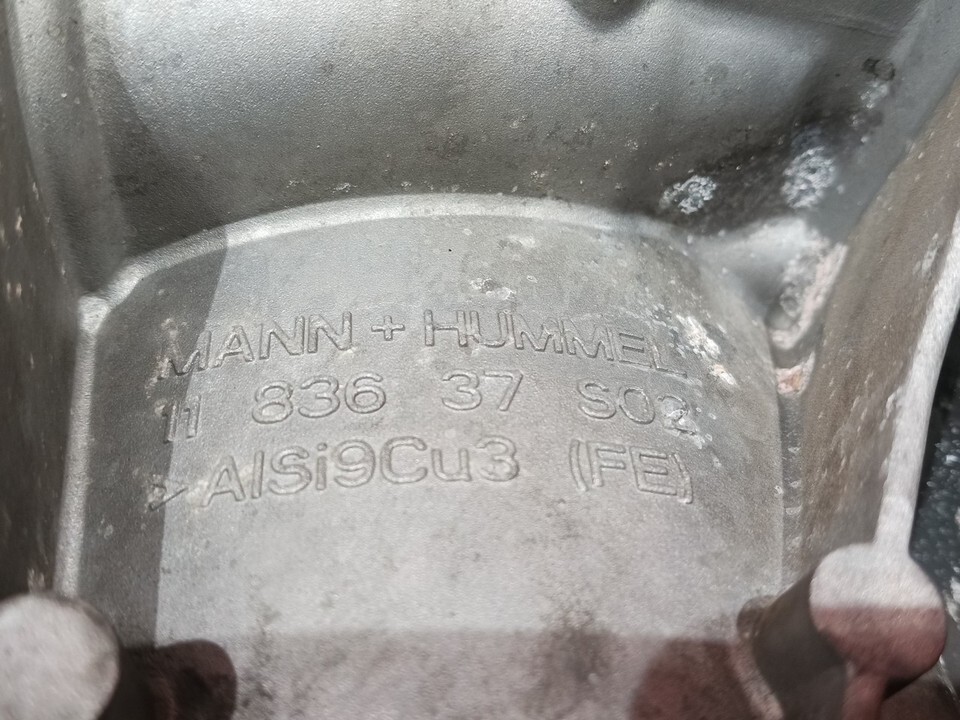 MANN + HUMMEL
11 836 37 S02
>AlSi9Cu3 (FE)